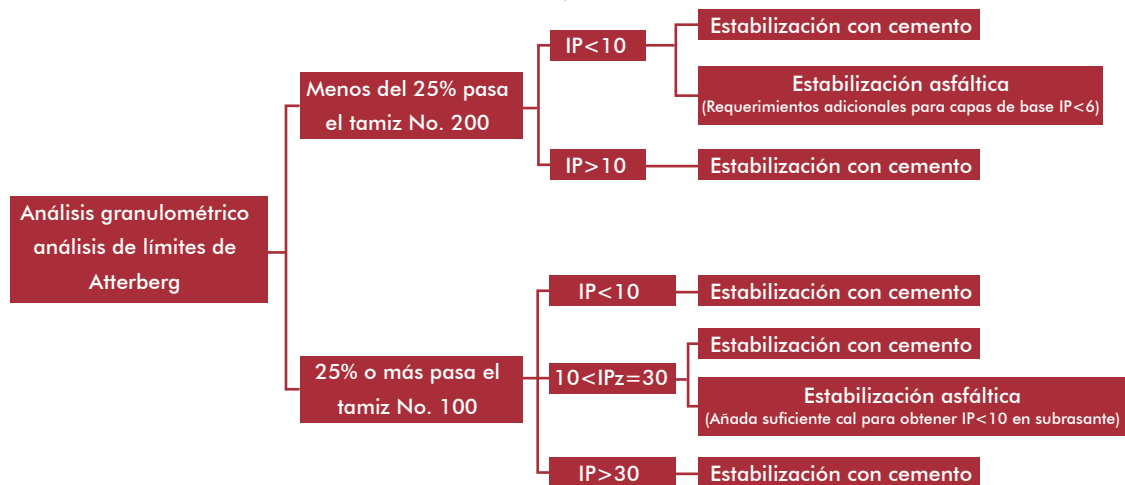 Análisis granulométrico
análisis de límites de
Atterberg
Menos del 25% pasa
el tamiz No. 200
IP<10
Estabilización con cemento
Estabilización asfáltica
(Requerimientos adicionales para capas de base IP<6)
IP>10
Estabilización con cemento
25% o más pasa el
tamiz No. 100
IP<10
Estabilización con cemento
10<IPz=30
Estabilización con cemento
Estabilización asfáltica
(Añada suficiente cal para obtener IP<10 en subrasante)
IP>30
Estabilización con cemento